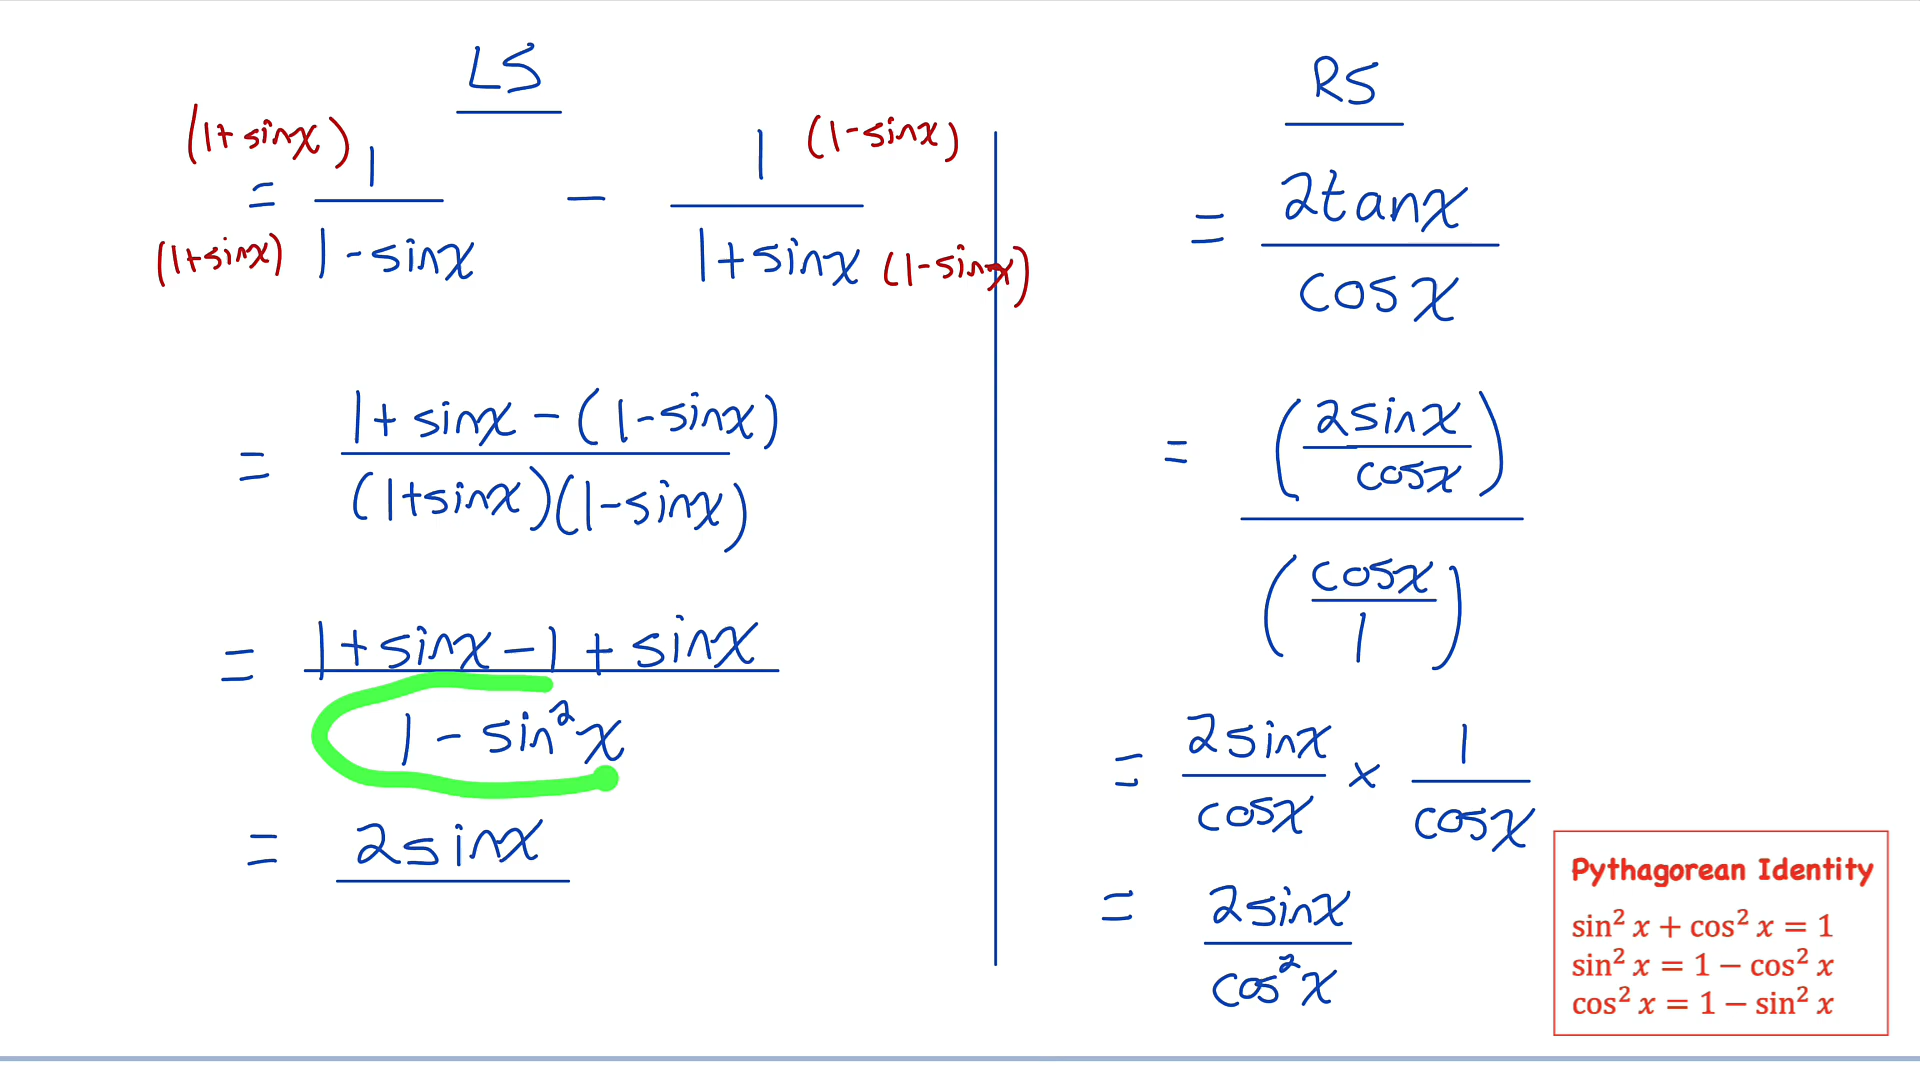 LS
(1+sinx) 1 1 (1-sinx)
= —
(1+sinx) 1-sinx 1+sinx (1-sinx)
1+sinx-(1-sinx)
=
(1+sinx)(1-sinx)
= 1+sinx-1+sinx
1-sin²x
= 2sinx
RS
= 2tanx
cosx
= (2sinx
cosx)
(cosx
1)
= 2sinx × 1
cosx cosx
= 2sinx
cos²x
Pythagorean Identity
sin² x + cos² x = 1
sin² x = 1 − cos² x
cos² x = 1 − sin² x